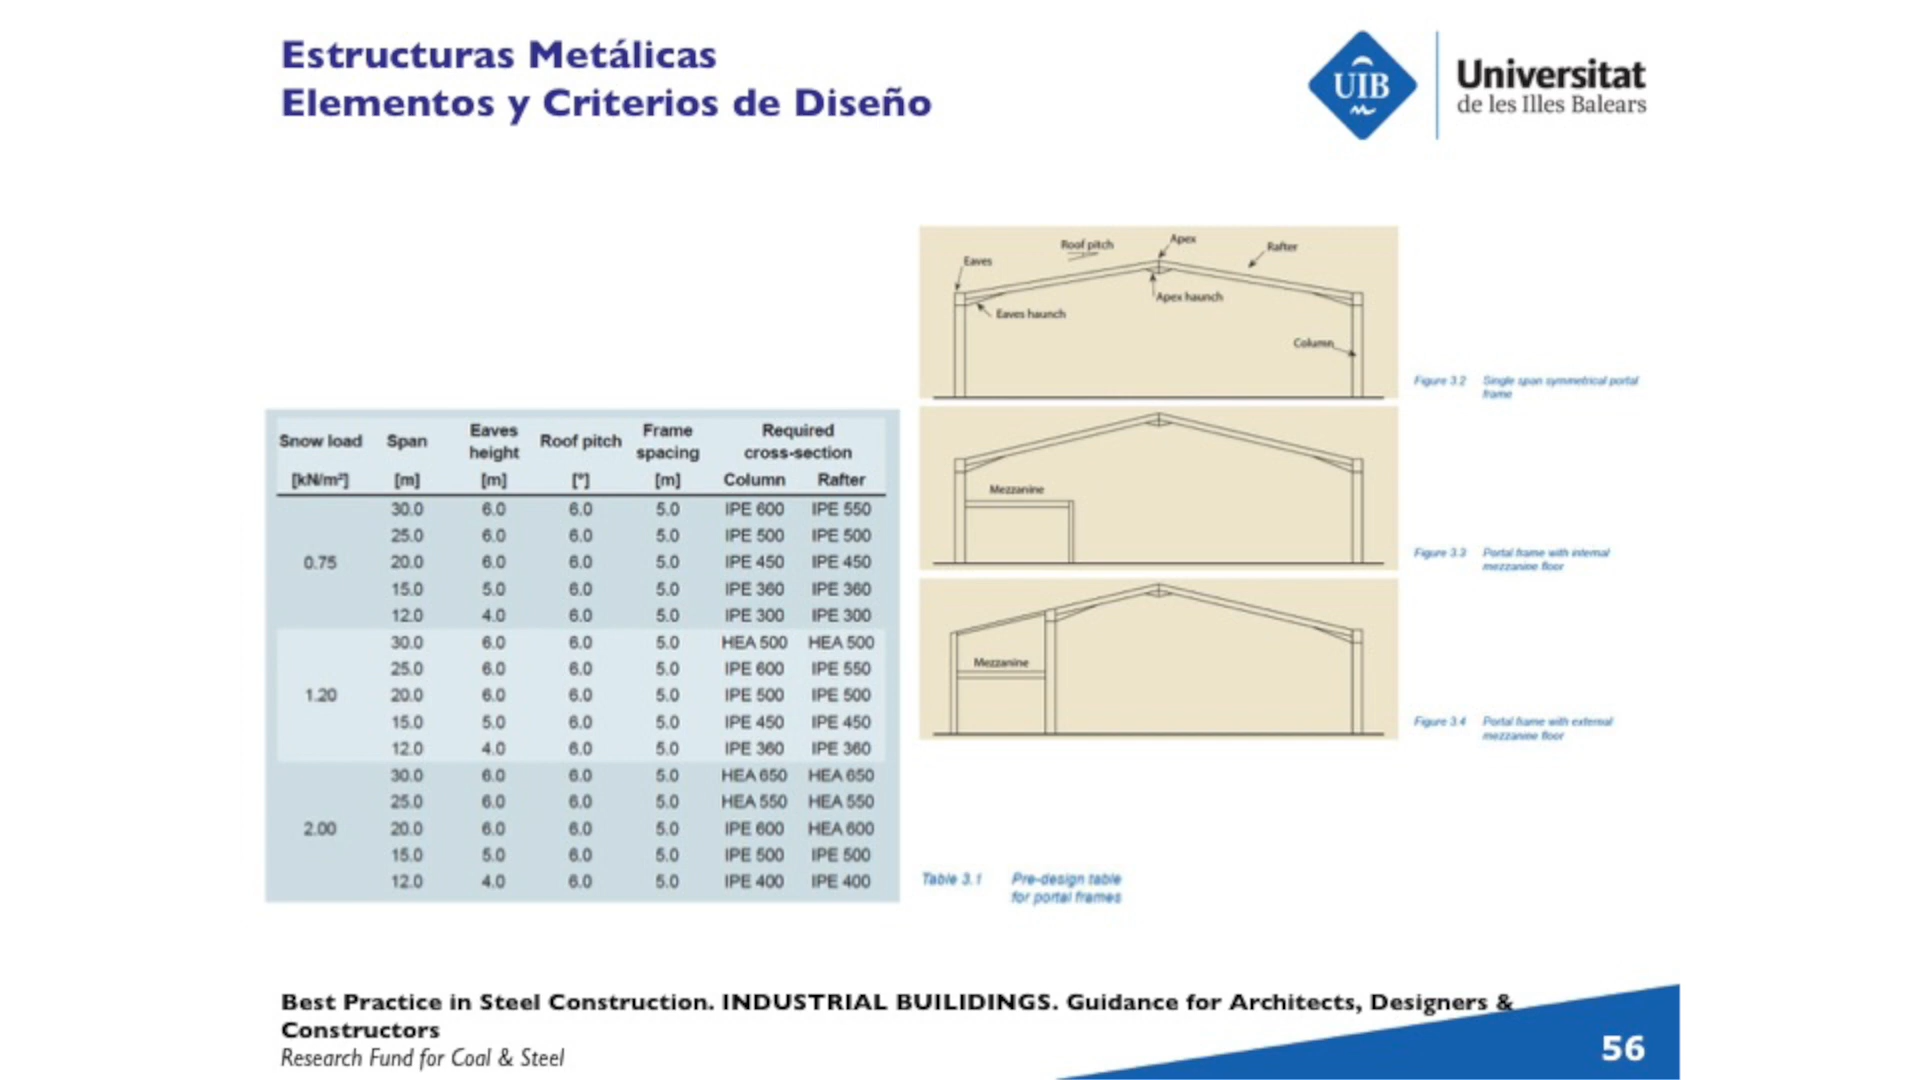 Estructuras Metálicas
Elementos y Criterios de Diseño
UIB
Universitat
de les Illes Balears
Snow load Span Eaves height Roof pitch Frame spacing Required cross-section
[kN/m²] [m] [m] [°] [m] Column Rafter
30.0 6.0 6.0 5.0 IPE 600 IPE 550
25.0 6.0 6.0 5.0 IPE 500 IPE 500
0.75 20.0 6.0 6.0 5.0 IPE 450 IPE 450
15.0 5.0 6.0 5.0 IPE 360 IPE 360
12.0 4.0 6.0 5.0 IPE 300 IPE 300
30.0 6.0 6.0 5.0 HEA 500 HEA 500
25.0 6.0 6.0 5.0 IPE 600 IPE 550
1.20 20.0 6.0 6.0 5.0 IPE 500 IPE 500
15.0 5.0 6.0 5.0 IPE 450 IPE 450
12.0 4.0 6.0 5.0 IPE 360 IPE 360
30.0 6.0 6.0 5.0 HEA 650 HEA 650
25.0 6.0 6.0 5.0 HEA 550 HEA 550
2.00 20.0 6.0 6.0 5.0 IPE 600 HEA 600
15.0 5.0 6.0 5.0 IPE 500 IPE 500
12.0 4.0 6.0 5.0 IPE 400 IPE 400
Eaves
Roof pitch
Apex
Rafter
Eaves haunch
Apex haunch
Column
Figure 3.2 Single span symmetrical portal
frame
Mezzanine
Figure 3.3 Portal frame with internal
mezzanine floor
Mezzanine
Figure 3.4 Portal frame with external
mezzanine floor
Table 3.1 Pre-design table
for portal frames
Best Practice in Steel Construction. INDUSTRIAL BUILIDINGS. Guidance for Architects, Designers &
Constructors
Research Fund for Coal & Steel
56